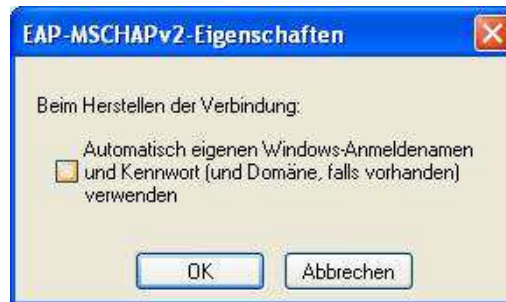 EAP-MSCHAPv2-Eigenschaften
Beim Herstellen der Verbindung:
Automatisch eigenen Windows-Anmeldenamen
und Kennwort (und Domäne, falls vorhanden)
verwenden
OK
Abbrechen